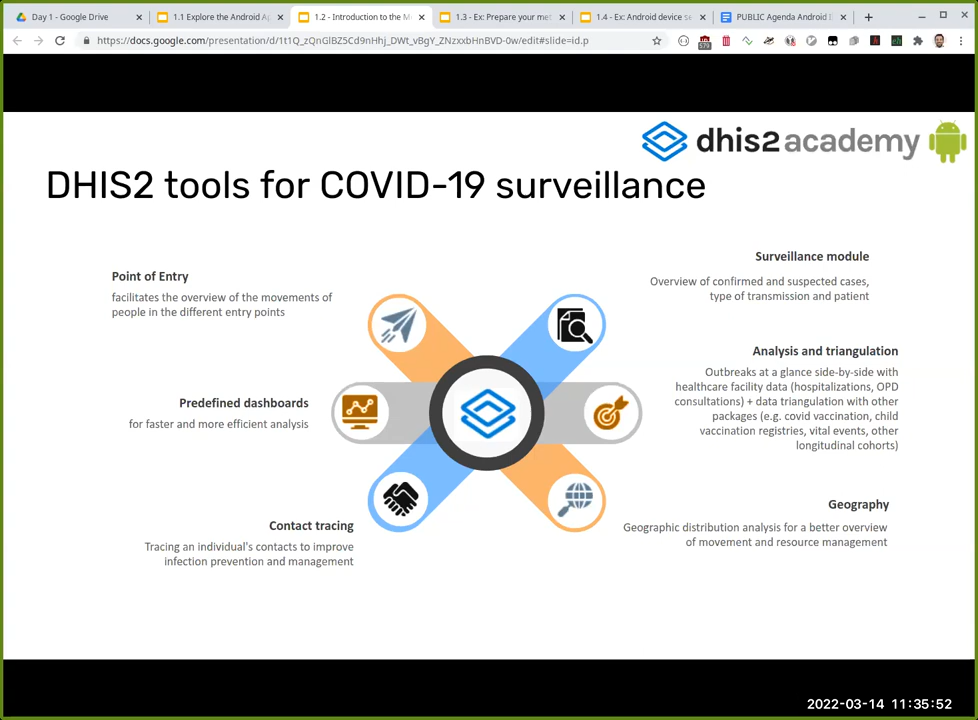 Day 1 - Google Drive
1.1 Explore the Android Ap
1.2 - Introduction to the M
1.3 - Ex: Prepare your met
1.4 - Ex: Android device se
PUBLIC Agenda Android
https://docs.google.com/presentation/d/1t1Q_zQnGlBZ5Cd9nHhj_DWt_vBgY_ZNzxxbHnBVD-0w/edit#slide=id.p
579
dhis2academy
DHIS2 tools for COVID-19 surveillance
Point of Entry
facilitates the overview of the movements of
people in the different entry points
Predefined dashboards
for faster and more efficient analysis
Contact tracing
Tracing an individual's contacts to improve
infection prevention and management
Surveillance module
Overview of confirmed and suspected cases,
type of transmission and patient
Analysis and triangulation
Outbreaks at a glance side-by-side with
healthcare facility data (hospitalizations, OPD
consultations) + data triangulation with other
packages (e.g. covid vaccination, child
vaccination registries, vital events, other
longitudinal cohorts)
Geography
Geographic distribution analysis for a better overview
of movement and resource management
2022-03-14 11:35:52